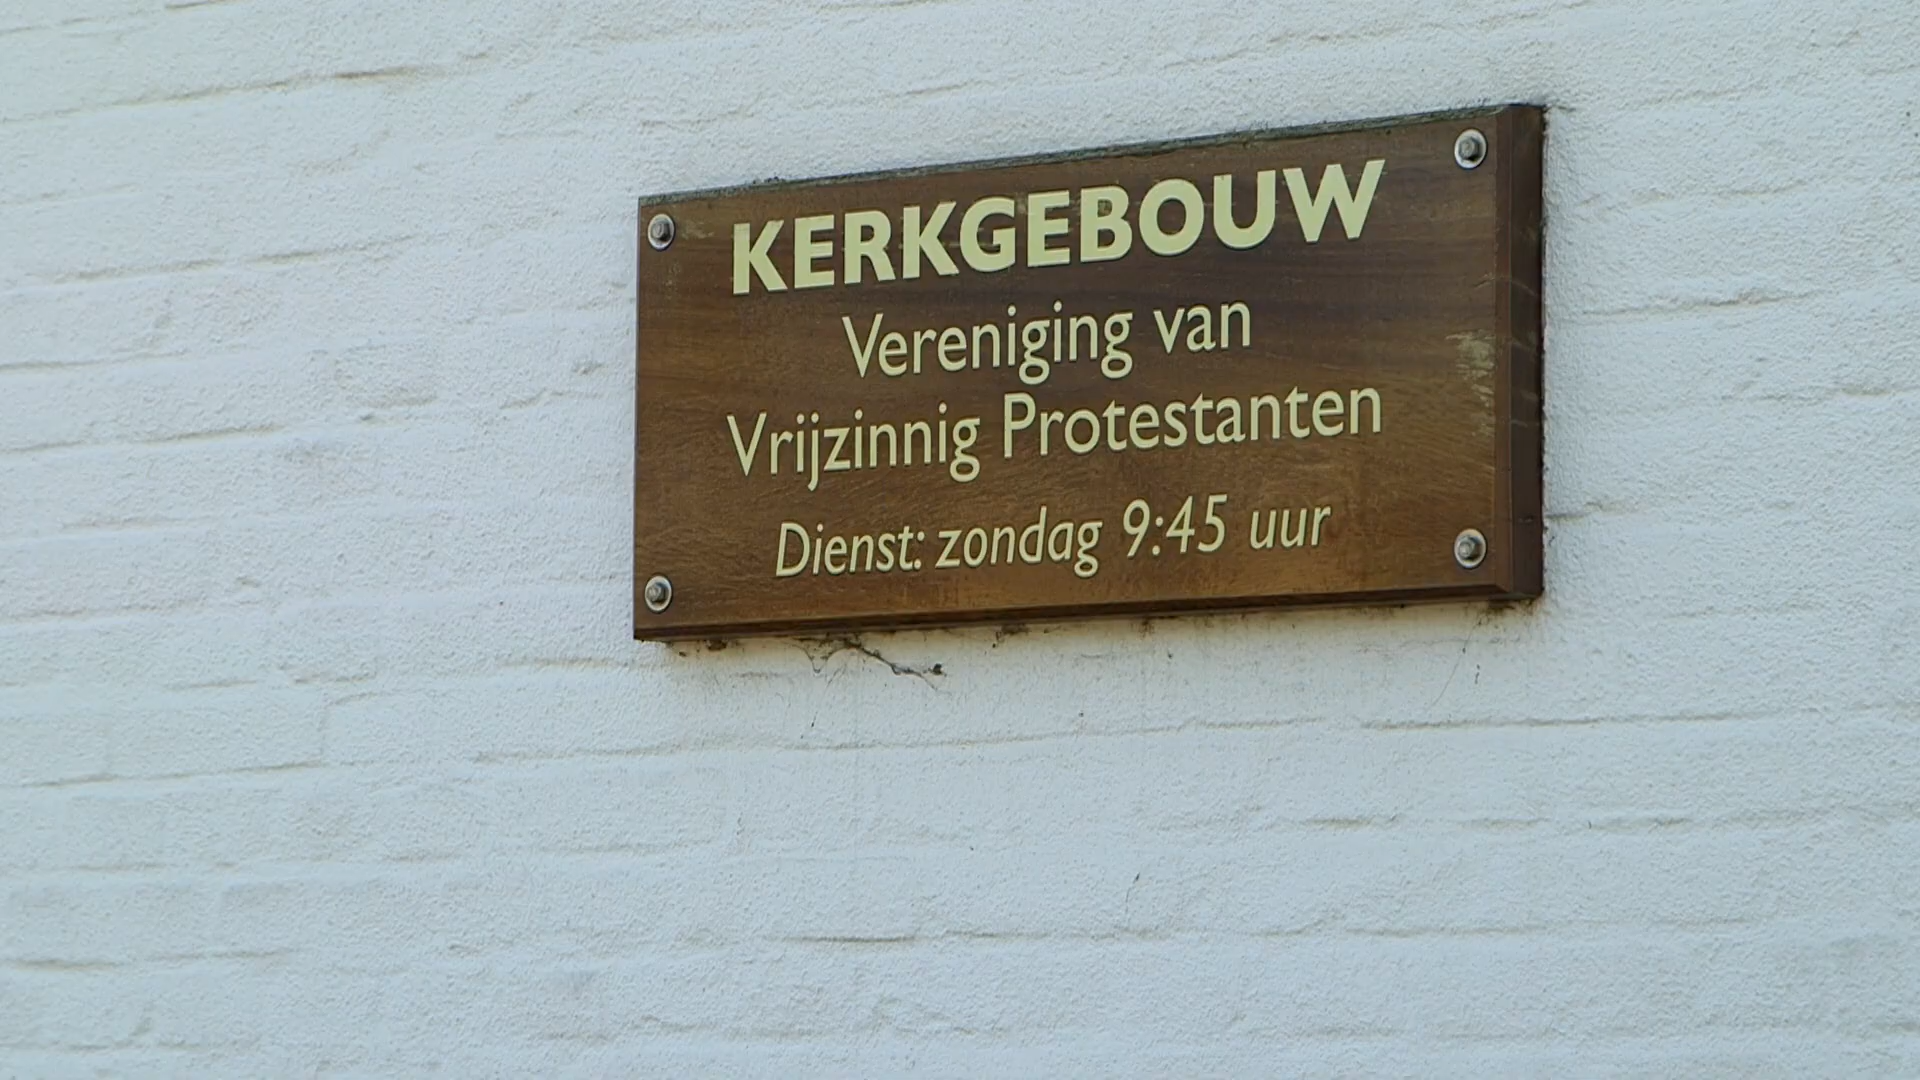 KERKGEBOUW
Vereniging van
Vrijzinnig Protestanten
Dienst: zondag 9:45 uur